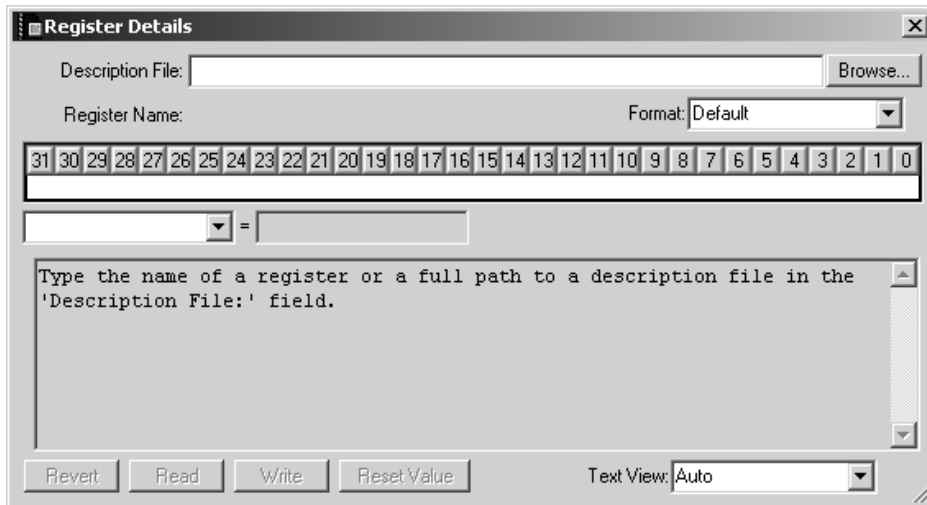 Register Details
Description File: Browse...
Register Name: Format: Default
31 30 29 28 27 26 25 24 23 22 21 20 19 18 17 16 15 14 13 12 11 10 9 8 7 6 5 4 3 2 1 0
=
Type the name of a register or a full path to a description file in the
'Description File:' field.
Revert Read Write Reset Value Text View: Auto